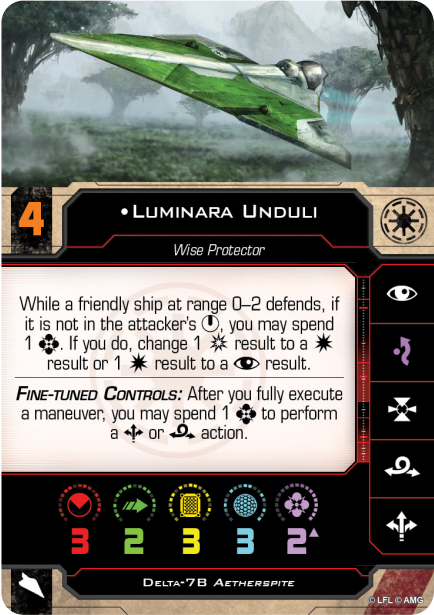 4
•Luminara Unduli
Wise Protector
While a friendly ship at range 0–2 defends, if
it is not in the attacker's , you may spend
1 . If you do, change 1 result to a
result or 1 result to a result.
Fine-tuned Controls: After you fully execute
a maneuver, you may spend 1 to perform
a or action.
3 2 3 3 2
Delta-7B Aetherspite
© LFL © AMG